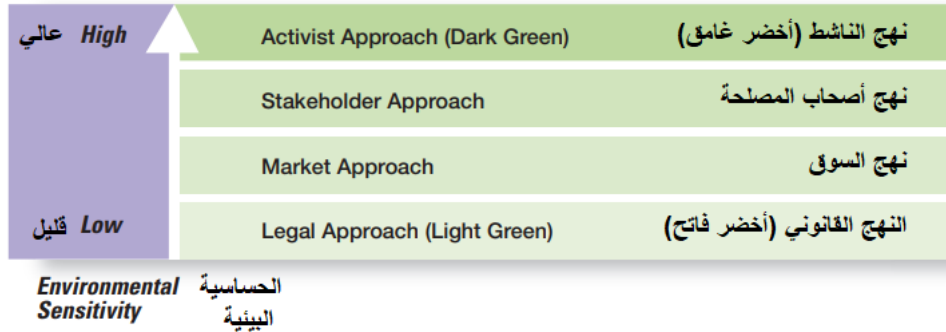 عالي High
Activist Approach (Dark Green) نهج الناشط (أخضر غامق)
Stakeholder Approach نهج أصحاب المصلحة
Market Approach نهج السوق
قليل Low
Legal Approach (Light Green) النهج القانوني (أخضر فاتح)
Environmental الحساسية
Sensitivity البيئية